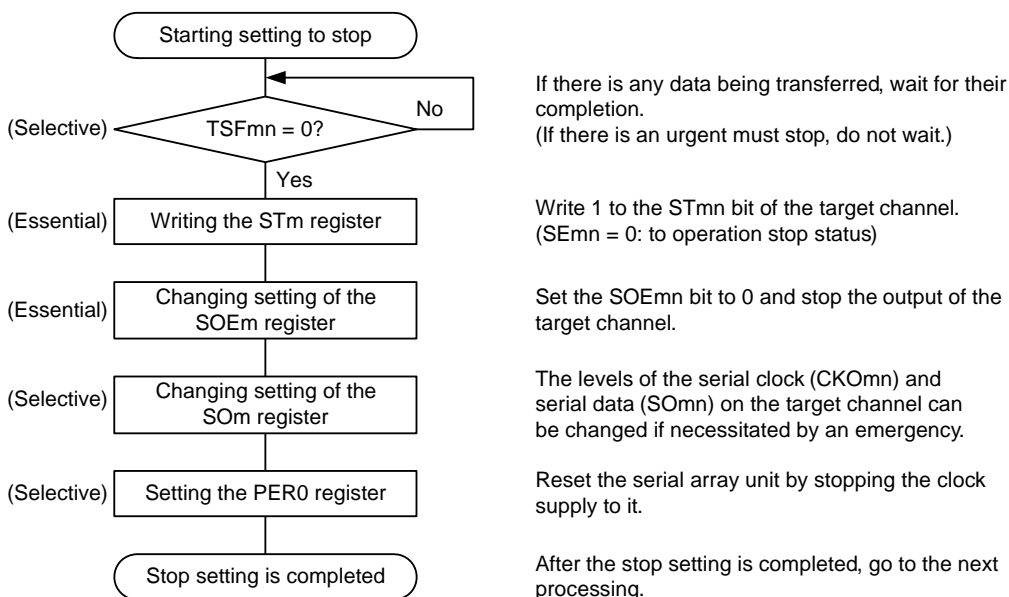 Starting setting to stop
No
If there is any data being transferred, wait for their
completion.
(If there is an urgent must stop, do not wait.)
(Selective)
TSFmn = 0?
Yes
(Essential)
Writing the STm register
Write 1 to the STmn bit of the target channel.
(SEmn = 0: to operation stop status)
(Essential)
Changing setting of the
SOEm register
Set the SOEmn bit to 0 and stop the output of the
target channel.
(Selective)
Changing setting of the
SOm register
The levels of the serial clock (CKOmn) and
serial data (SOmn) on the target channel can
be changed if necessitated by an emergency.
(Selective)
Setting the PER0 register
Reset the serial array unit by stopping the clock
supply to it.
Stop setting is completed
After the stop setting is completed, go to the next
processing.